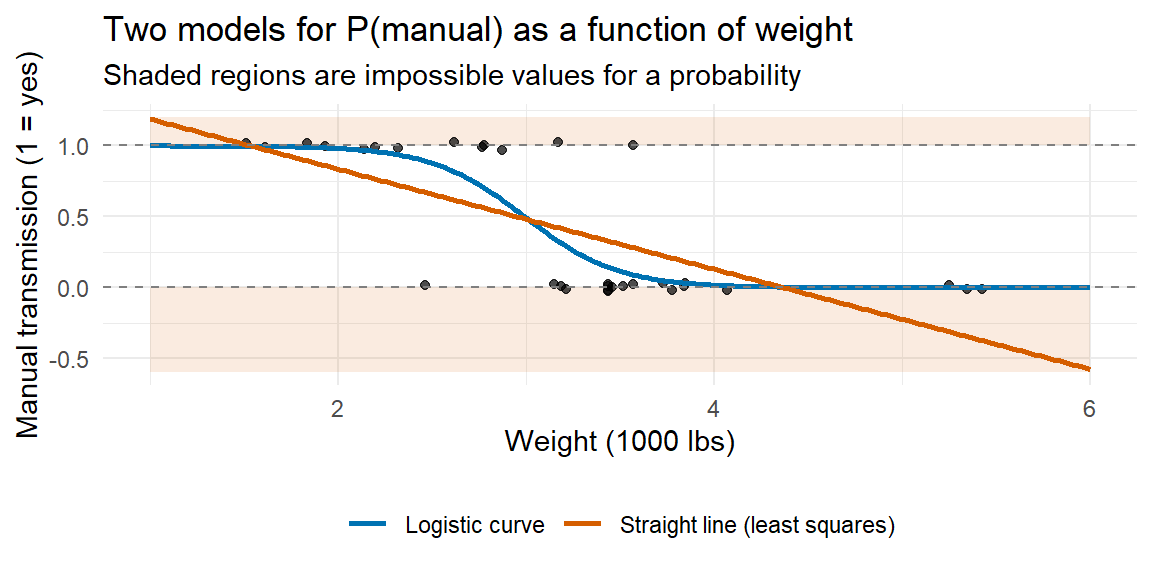 Two models for P(manual) as a function of weight
Shaded regions are impossible values for a probability
Manual transmission (1 = yes)
1.0
0.5
0.0
-0.5
2
4
6
Weight (1000 lbs)
Logistic curve
Straight line (least squares)